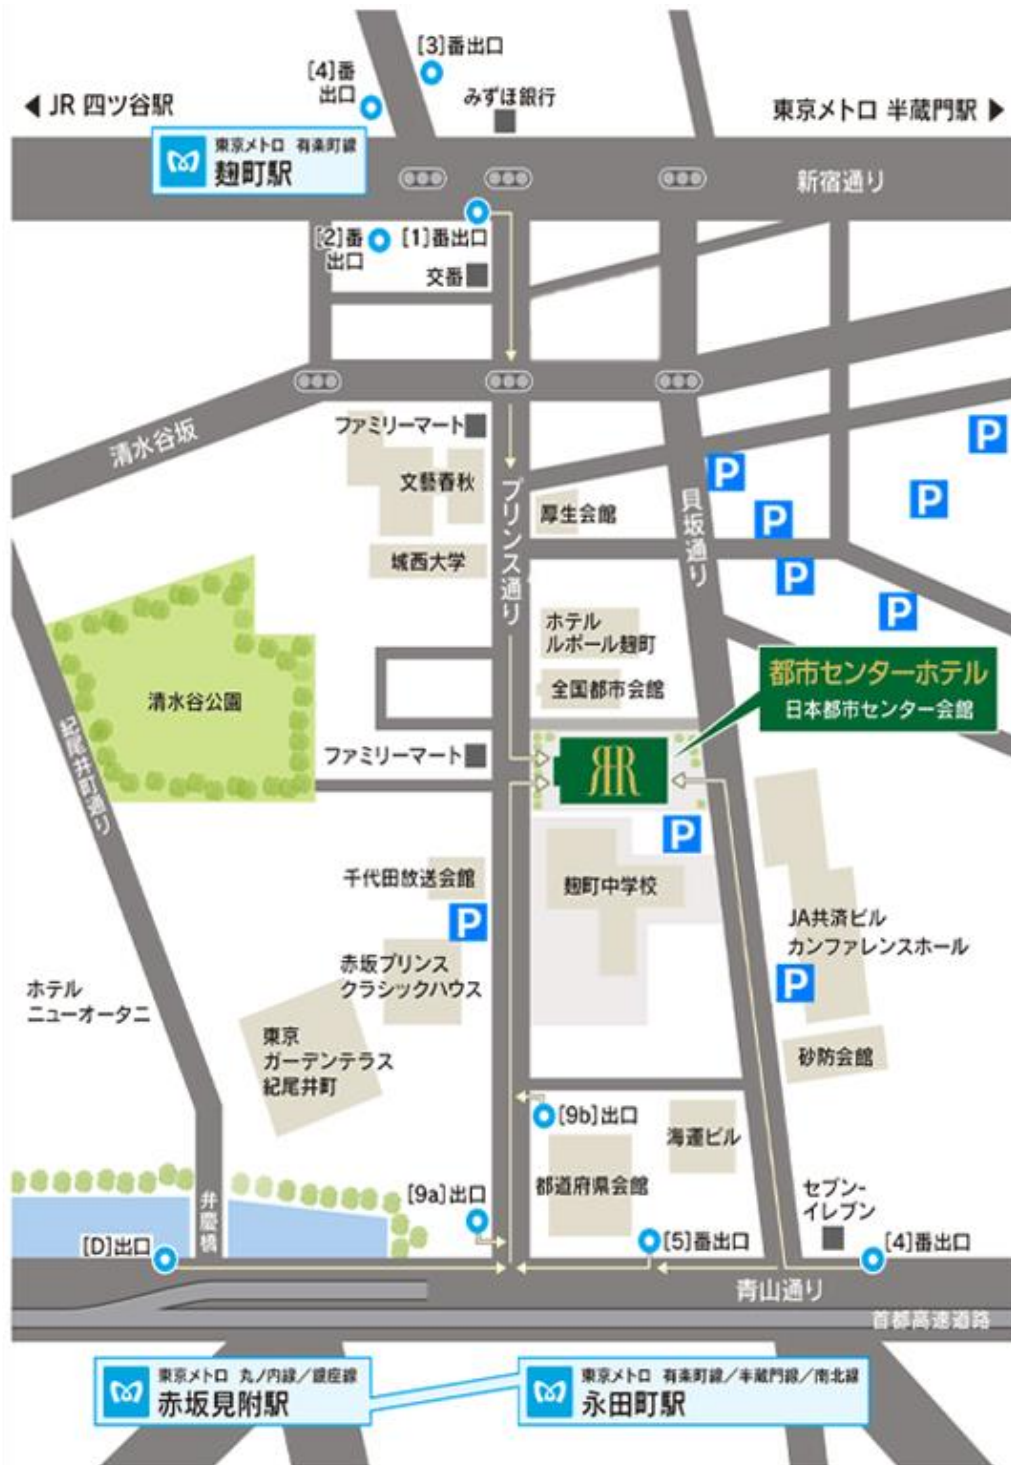 [3]番出口
[4]番
出口
みずほ銀行
◀ JR 四ツ谷駅
東京メトロ 半蔵門駅 ▶
東京メトロ 有楽町線
麹町駅
新宿通り
[2]番
出口
[1]番出口
交番
清水谷坂
ファミリーマート
文藝春秋
プリンス通り
厚生会館
貝坂通り
城西大学
P
P
P
P
P
P
ホテル
ルポール麹町
全国都市会館
都市センターホテル
日本都市センター会館
清水谷公園
紀尾井町通り
ファミリーマート
P
千代田放送会館
P
麹町中学校
JA共済ビル
カンファレンスホール
P
赤坂プリンス
クラシックハウス
ホテル
ニューオータニ
東京
ガーデンテラス
紀尾井町
砂防会館
[9b]出口
海運ビル
都道府県会館
[9a]出口
弁慶橋
セブン-
イレブン
[D]出口
[5]番出口
[4]番出口
青山通り
首都高速道路
東京メトロ 丸ノ内線/銀座線
赤坂見附駅
東京メトロ 有楽町線/半蔵門線/南北線
永田町駅